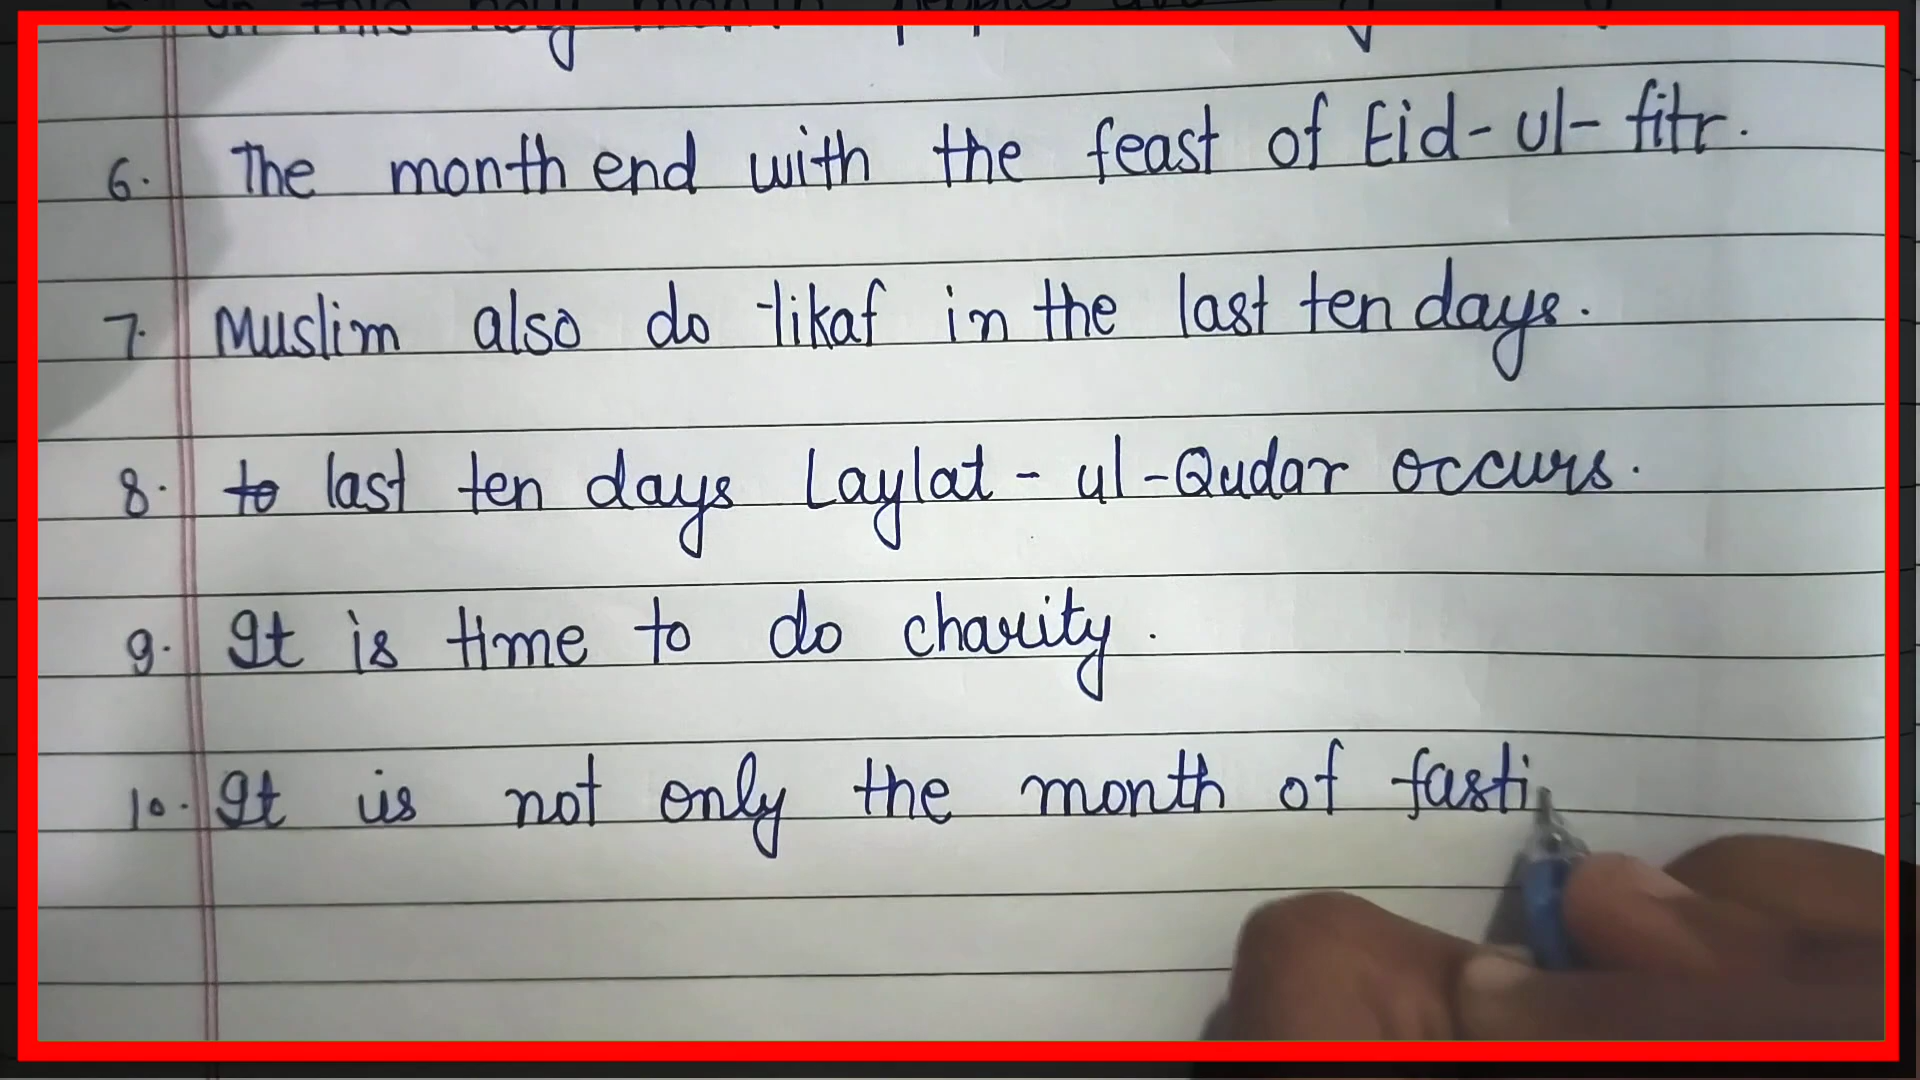 6. The month end with the feast of Eid-ul-fitr.
7. Muslim also do Itikaf in the last ten days.
8. to last ten days Laylat-ul-Qudar occurs.
9. It is time to do charity.
10. It is not only the month of fasti